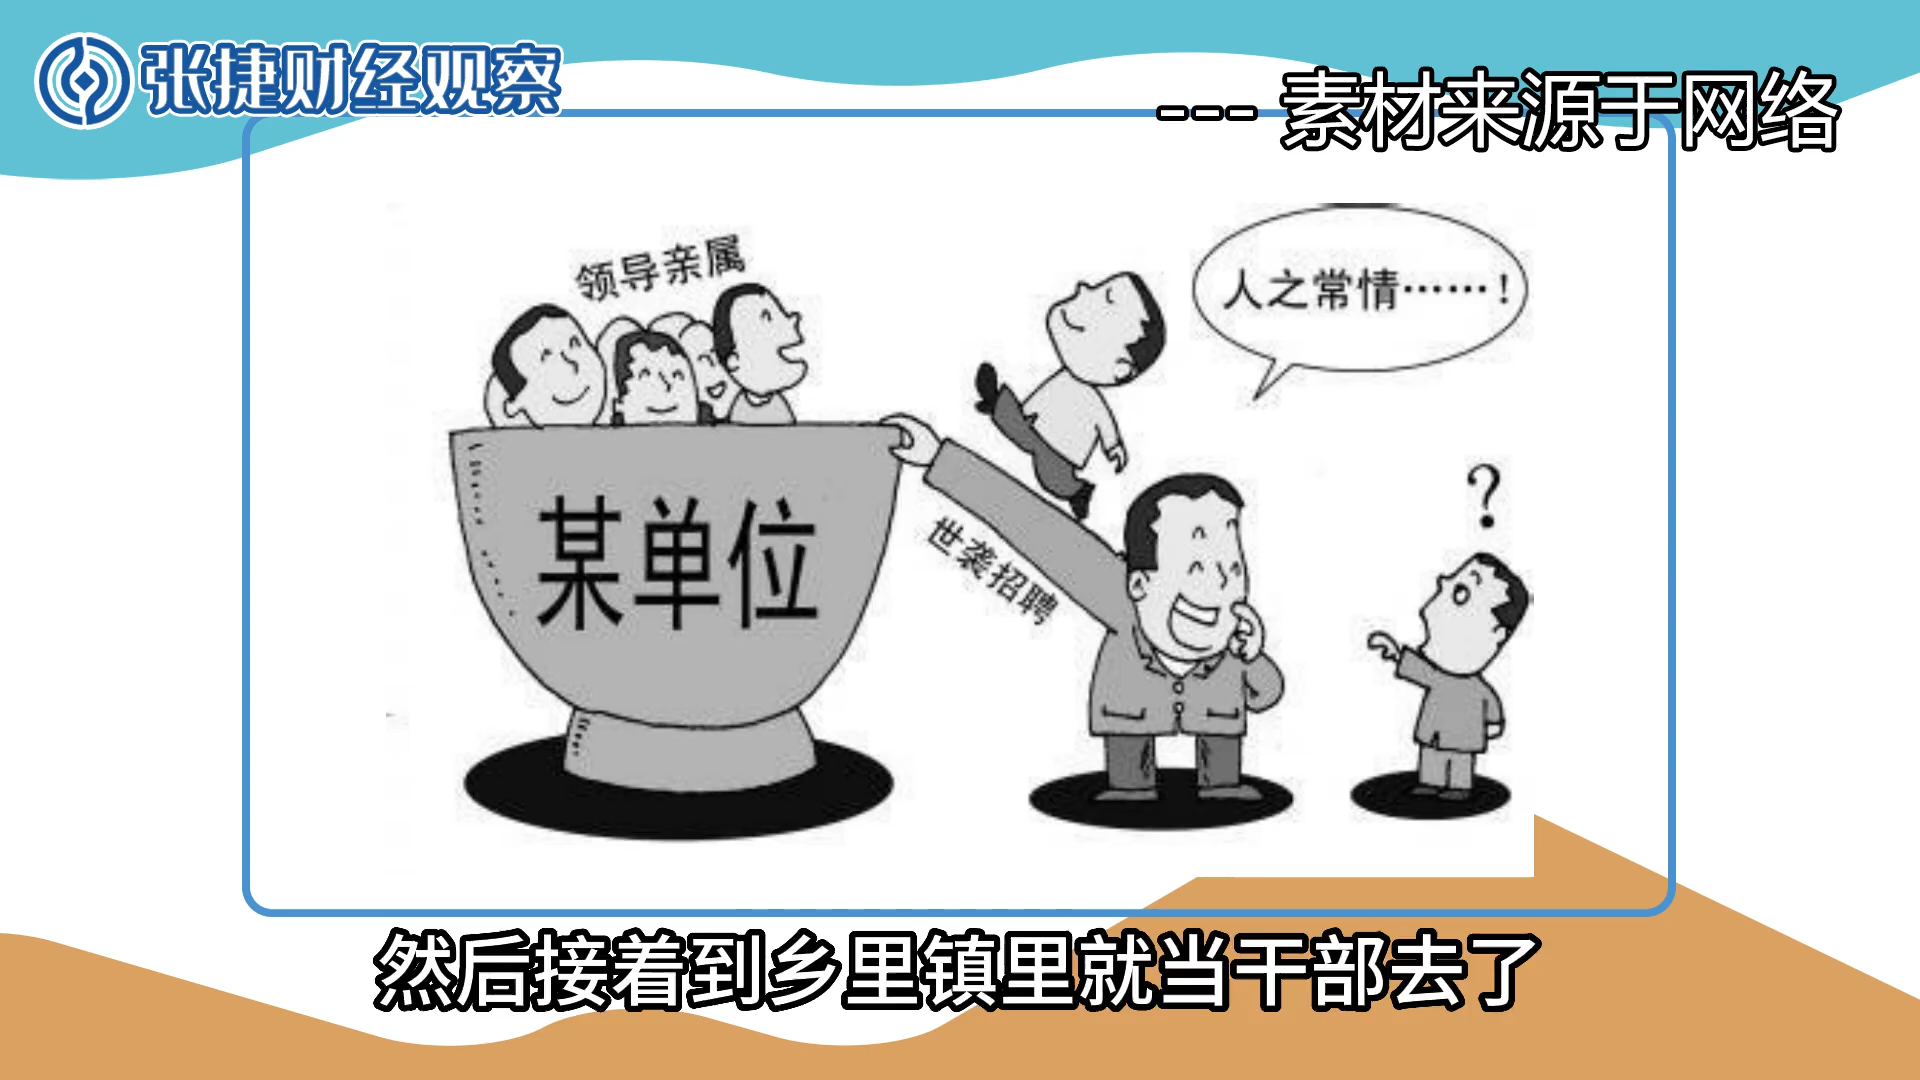 张捷财经观察
--- 素材来源于网络
领导亲属
人之常情……!
?
某单位
世袭招聘
然后接着到乡里镇里就当干部去了